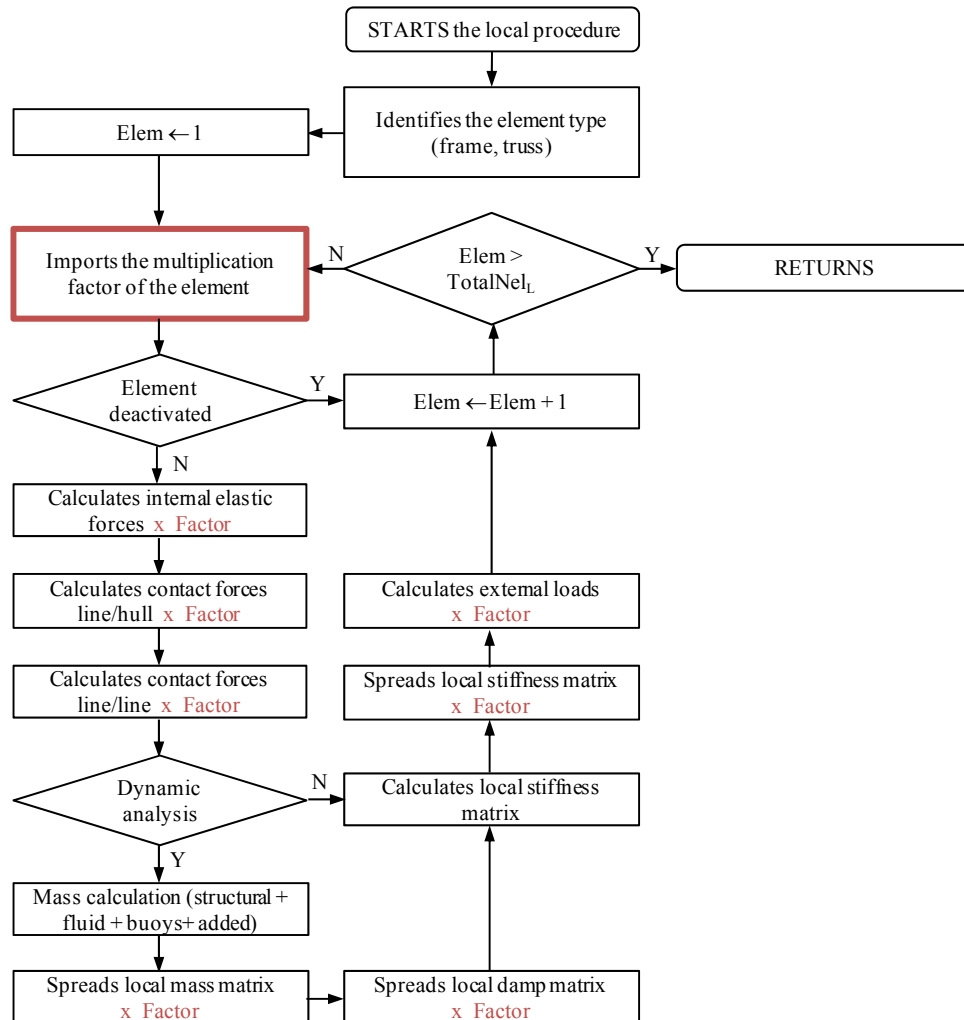 STARTS the local procedure
Identifies the element type
(frame, truss)
Elem ← 1
Imports the multiplication
factor of the element
N
Elem >
TotalNelL
Y
RETURNS
Element
deactivated
Y
Elem ← Elem + 1
N
Calculates internal elastic
forces x Factor
Calculates contact forces
line/hull x Factor
Calculates external loads
x Factor
Calculates contact forces
line/line x Factor
Spreads local stiffness matrix
x Factor
Dynamic
analysis
N
Calculates local stiffness
matrix
Y
Mass calculation (structural +
fluid + buoys+ added)
Spreads local mass matrix
x Factor
Spreads local damp matrix
x Factor